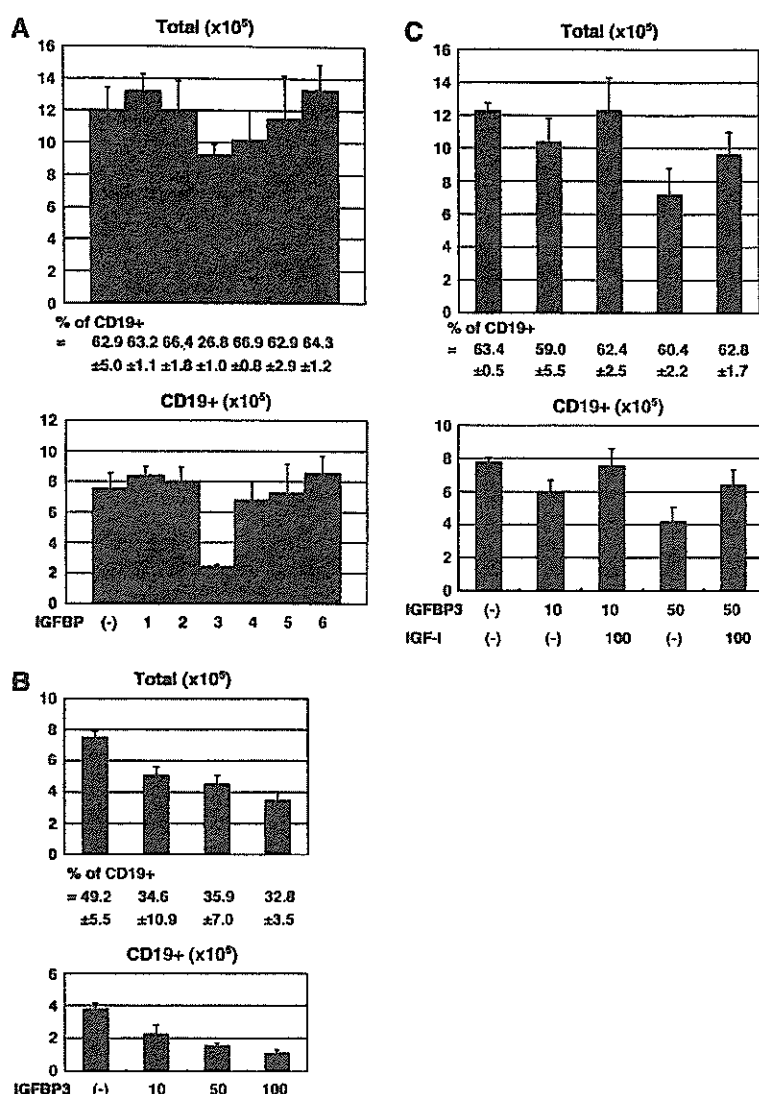 A
Total (x10⁵)
16
14
12
10
8
6
4
2
0
% of CD19+
= 62.9 63.2 66.4 26.8 66.9 62.9 64.3
±5.0 ±1.1 ±1.8 ±1.0 ±0.8 ±2.9 ±1.2
CD19+ (x10⁵)
12
10
8
6
4
2
0
IGFBP (-) 1 2 3 4 5 6
B
Total (x10⁵)
10
8
6
4
2
0
% of CD19+
= 49.2 34.6 35.9 32.8
±5.5 ±10.9 ±7.0 ±3.5
CD19+ (x10⁵)
6
4
2
0
IGFBP3 (-) 10 50 100
C
Total (x10⁵)
16
14
12
10
8
6
4
2
0
% of CD19+
= 63.4 59.0 62.4 60.4 62.8
±0.5 ±5.5 ±2.5 ±2.2 ±1.7
CD19+ (x10⁵)
10
8
6
4
2
0
IGFBP3 (-) 10 10 50 50
IGF-I (-) (-) 100 (-) 100